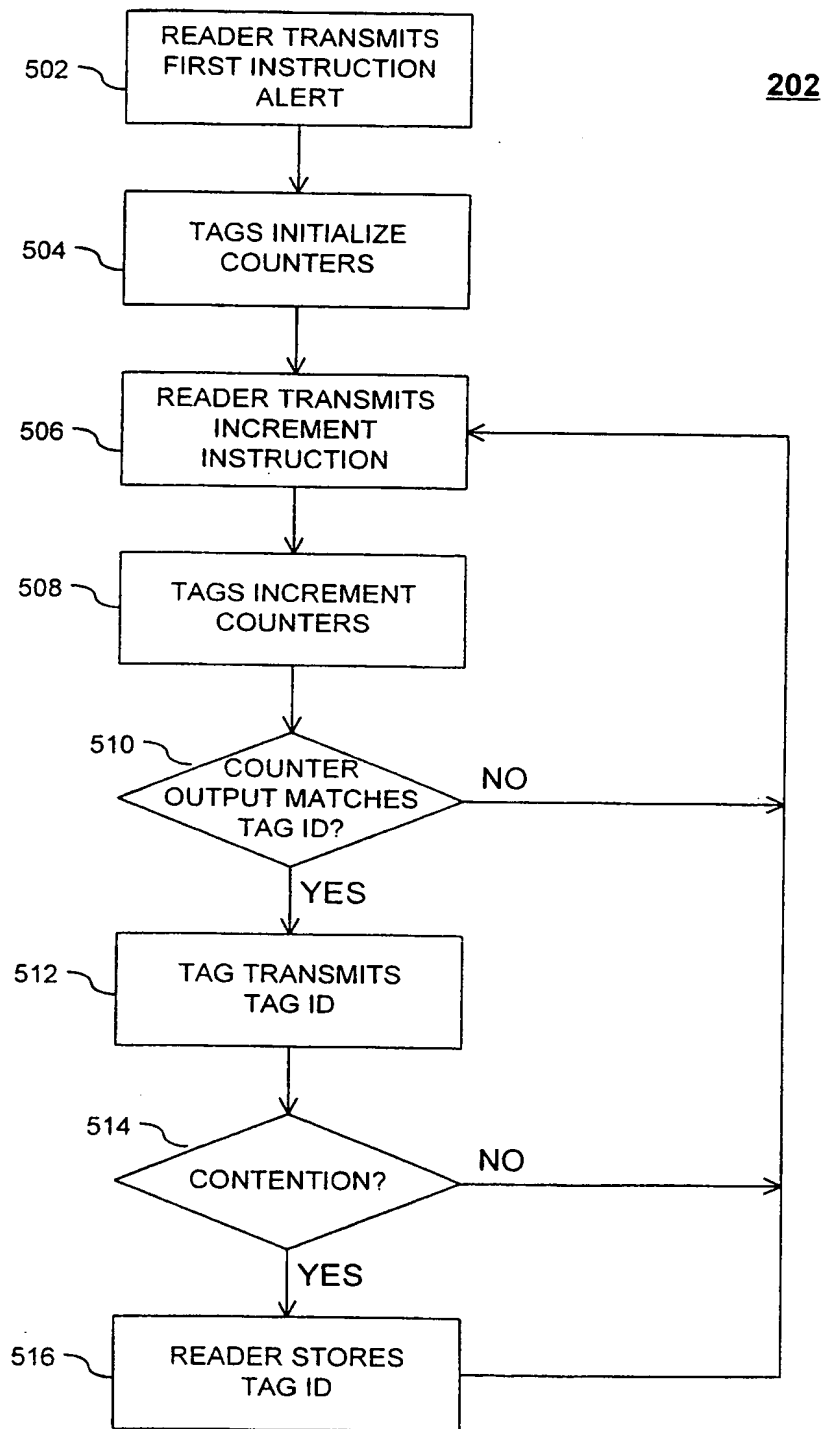 READER TRANSMITS
FIRST INSTRUCTION
ALERT
502
202
TAGS INITIALIZE
COUNTERS
504
READER TRANSMITS
INCREMENT
INSTRUCTION
506
TAGS INCREMENT
COUNTERS
508
510
COUNTER
OUTPUT MATCHES
TAG ID?
NO
YES
TAG TRANSMITS
TAG ID
512
514
CONTENTION?
NO
YES
READER STORES
TAG ID
516